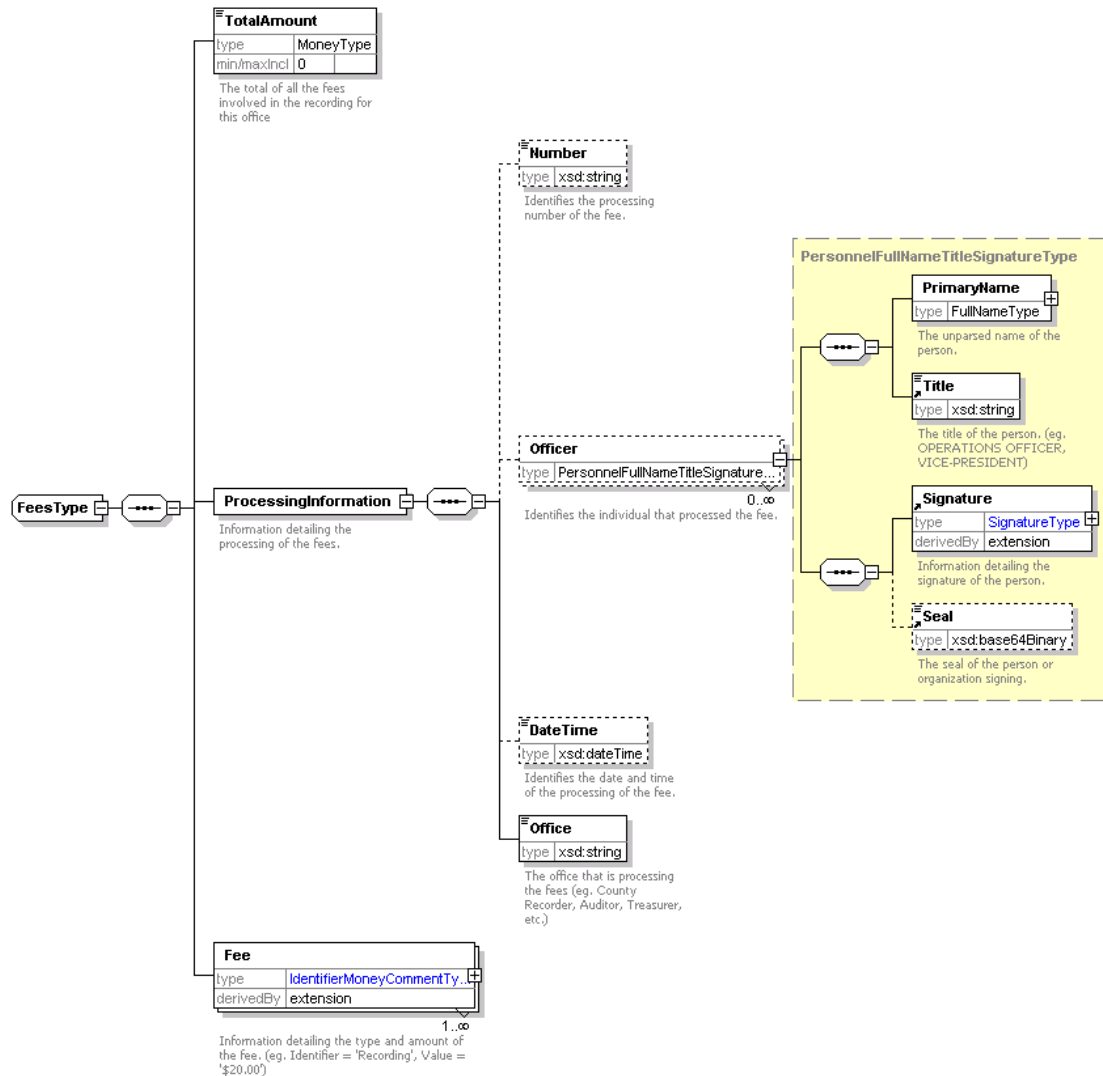 TotalAmount
type MoneyType
min/maxIncl 0
The total of all the fees
involved in the recording for
this office
Number
type xsd:string
Identifies the processing
number of the fee.
PersonnelFullNameTitleSignatureType
PrimaryName
type FullNameType
The unparsed name of the
person.
Title
type xsd:string
The title of the person. (eg.
OPERATIONS OFFICER,
VICE-PRESIDENT)
Officer
type PersonnelFullNameTitleSignature...
0..∞
Identifies the individual that processed the fee.
FeesType
ProcessingInformation
Information detailing the
processing of the fees.
Signature
type SignatureType
derivedBy extension
Information detailing the
signature of the person.
Seal
type xsd:base64Binary
The seal of the person or
organization signing.
DateTime
type xsd:dateTime
Identifies the date and time
of the processing of the fee.
Office
type xsd:string
The office that is processing
the fees (eg. County
Recorder, Auditor, Treasurer,
etc.)
Fee
type IdentifierMoneyCommentTy...
derivedBy extension
1..∞
Information detailing the type and amount of
the fee. (eg. Identifier = 'Recording', Value =
'$20.00')